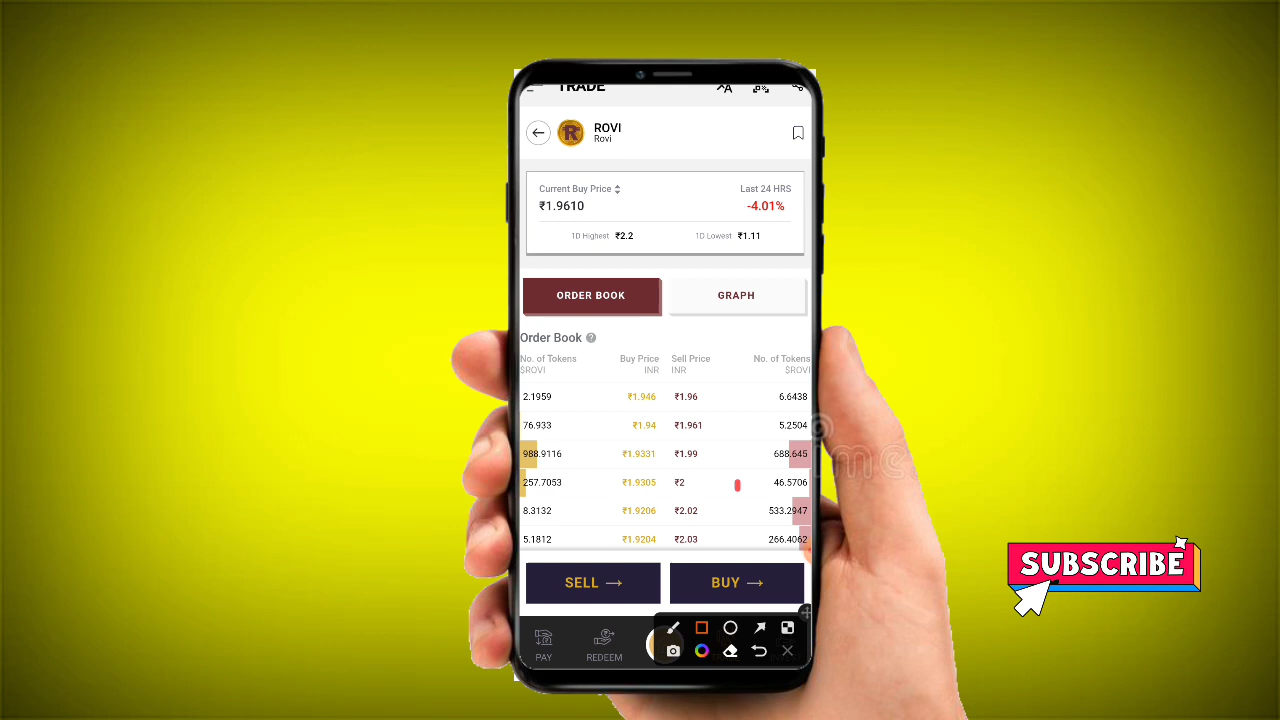 TRADE
ROVI
Rovi
Current Buy Price
Last 24 HRS
₹1.9610
-4.01%
1D Highest ₹2.2
1D Lowest ₹1.11
ORDER BOOK
GRAPH
Order Book ?
No. of Tokens Buy Price Sell Price No. of Tokens
$ROVI INR INR $ROVI
2.1959 ₹1.946 ₹1.96 6.6438
76.933 ₹1.94 ₹1.961 5.2504
988.9116 ₹1.9331 ₹1.99 688.645
257.7053 ₹1.9305 ₹2 46.5706
8.3132 ₹1.9206 ₹2.02 533.2947
5.1812 ₹1.9204 ₹2.03 266.4062
SELL →
BUY →
PAY
REDEEM
SUBSCRIBE